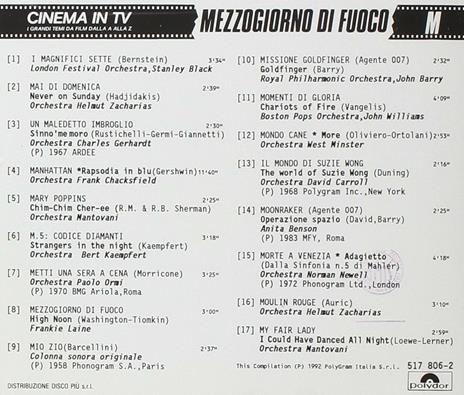 CINEMA IN TV
I GRANDI TEMI DA FILM DALLA A ALLA Z
MEZZOGIORNO DI FUOCO
M
[1] I MAGNIFICI SETTE (Bernstein) 3'34"
London Festival Orchestra,Stanley Black
[2] MAI DI DOMENICA 2'39"
Never on Sunday (Hadjidakis)
Orchestra Helmut Zacharias
[3] UN MALEDETTO IMBROGLIO 2'30"
Sinno'me moro (Rustichelli-Germi-Giannetti)
Orchestra Charles Gerhardt
(P) 1967 ARDEE
[4] MANHATTAN *Rapsodia in blu(Gershwin)11'40"
Orchestra Frank Chacksfield
[5] MARY POPPINS 2'25"
Chim-Chim Cher-ee (R.M. & R.B. Sherman)
Orchestra Mantovani
[6] M.5: CODICE DIAMANTI 3'18"
Strangers in the night (Kaempfert)
Orchestra Bert Kaempfert
[7] METTI UNA SERA A CENA (Morricone) 3'25"
Orchestra Paolo Ormi
(P) 1970 BMG Ariola,Roma
[8] MEZZOGIORNO DI FUOCO 3'00"
High Noon (Washington-Tiomkin)
Frankie Laine
[9] MIO ZIO(Barcellini) 2'37"
Colonna sonora originale
(P) 1958 Phonogram S.A.,Paris
DISTRIBUZIONE DISCO PIÙ s.r.l.
[10] MISSIONE GOLDFINGER (Agente 007) 2'32"
Goldfinger (Barry)
Royal Philharmonic Orchestra,John Barry
[11] MOMENTI DI GLORIA 4'09"
Chariots of Fire (Vangelis)
Boston Pops Orchestra,John Williams
[12] MONDO CANE * More (Oliviero-Ortolani)2'53"
Orchestra West Minster
[13] IL MONDO DI SUZIE WONG 2'16"
The world of Suzie Wong (Duning)
Orchestra David Carroll
(P) 1968 Polygram Inc.,New York
[14] MOONRAKER (Agente 007) 2'25"
Operazione spazio (David,Barry)
Anita Benson
(P) 1983 MFY, Roma
[15] MORTE A VENEZIA * Adagietto 4'18"
(Dalla Sinfonia n.5 di Mahler)
Orchestra Norman Newell
(P) 1972 Phonogram Ltd.,London
[16] MOULIN ROUGE (Auric) 3'10"
Orchestra Helmut Zacharias
[17] MY FAIR LADY 2'59"
I Could Have Danced All Night(Loewe-Lerner)
Orchestra Mantovani
This Compilation (P) 1992 PolyGram Italia S.r.l.
517 806-2
polydor